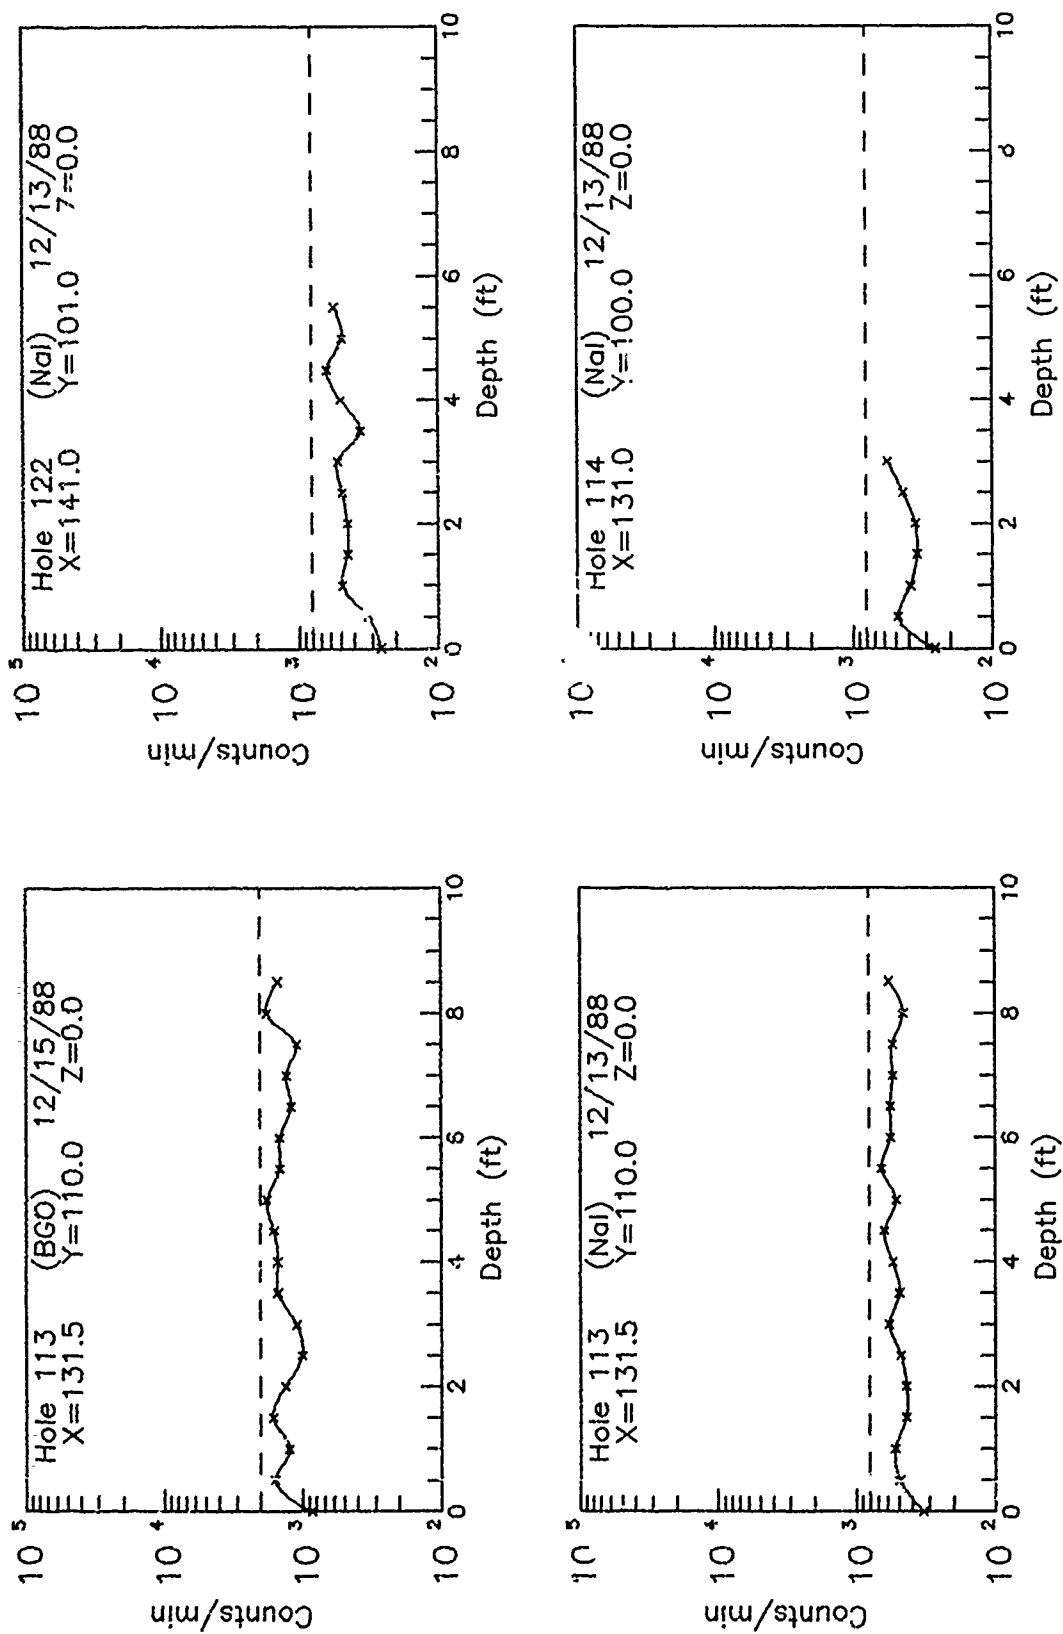 Hole 113 (BGO) 12/15/88
X=131.5 Y=110.0 Z=0.0
10 5
10 4
10 3
10 2
Counts/min
0 2 4 6 8 10
Depth (ft)
Hole 122 (NaI) 12/13/88
X=141.0 Y=101.0 7=0.0
10 5
10 4
10 3
10 2
Counts/min
0 2 4 6 8 10
Depth (ft)
Hole 113 (NaI) 12/13/88
X=131.5 Y=110.0 Z=0.0
10 5
10 4
10 3
10 2
Counts/min
0 2 4 6 8 10
Depth (ft)
Hole 114 (NaI) 12/13/88
X=131.0 Y=100.0 Z=0.0
10
10 4
10 3
10 2
Counts/min
0 2 4 6 8 10
Depth (ft)